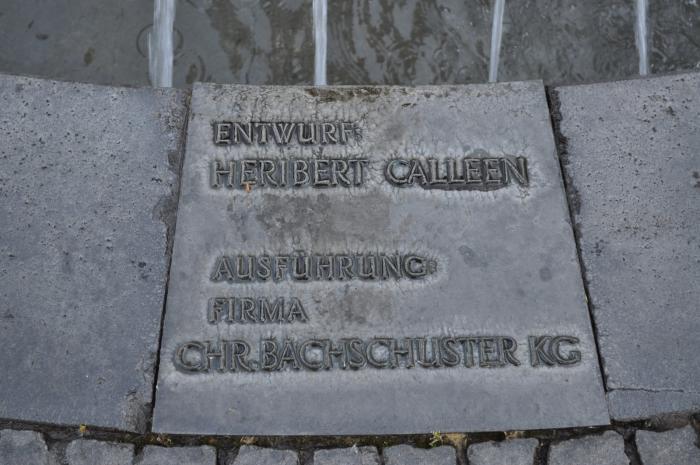 ENTWURF:
HERIBERT CALLEEN
AUSFÜHRUNG:
FIRMA
CHR. BACHSCHUSTER KG